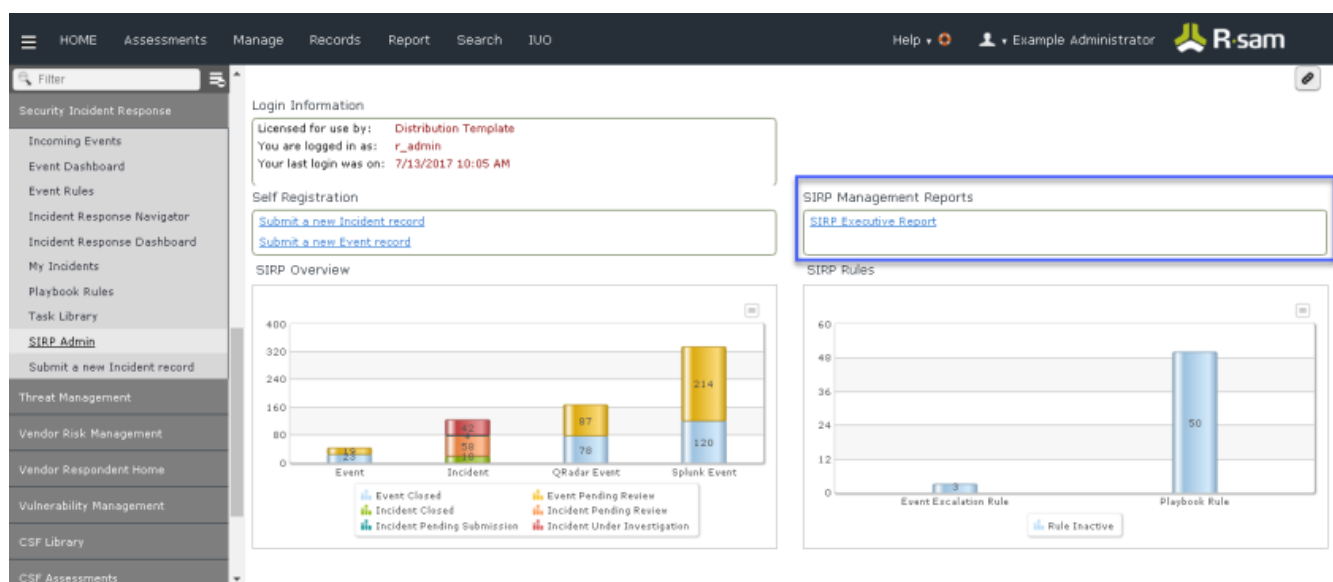 HOME Assessments Manage Records Report Search IUO Help Example Administrator R·sam
Filter
Security Incident Response
Incoming Events
Event Dashboard
Event Rules
Incident Response Navigator
Incident Response Dashboard
My Incidents
Playbook Rules
Task Library
SIRP Admin
Submit a new Incident record
Threat Management
Vendor Risk Management
Vendor Respondent Home
Vulnerability Management
CSF Library
CSF Assessments
Login Information
Licensed for use by: Distribution Template
You are logged in as: r_admin
Your last login was on: 7/13/2017 10:05 AM
Self Registration
Submit a new Incident record
Submit a new Event record
SIRP Management Reports
SIRP Executive Report
SIRP Overview
400
320
240
160
80
0
23
42
4
58
18
87
78
214
120
Event Incident QRadar Event Splunk Event
Event Closed Event Pending Review
Incident Closed Incident Pending Review
Incident Pending Submission Incident Under Investigation
SIRP Rules
60
48
36
24
12
0
3
50
Event Escalation Rule Playbook Rule
Rule Inactive